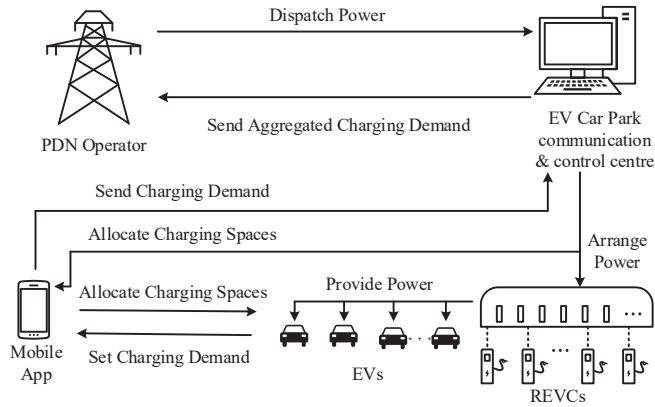 Dispatch Power
PDN Operator
Send Aggregated Charging Demand
EV Car Park
communication
& control centre
Send Charging Demand
Allocate Charging Spaces
Arrange
Power
Allocate Charging Spaces
Provide Power
Mobile
App
Set Charging Demand
EVs
REVCs